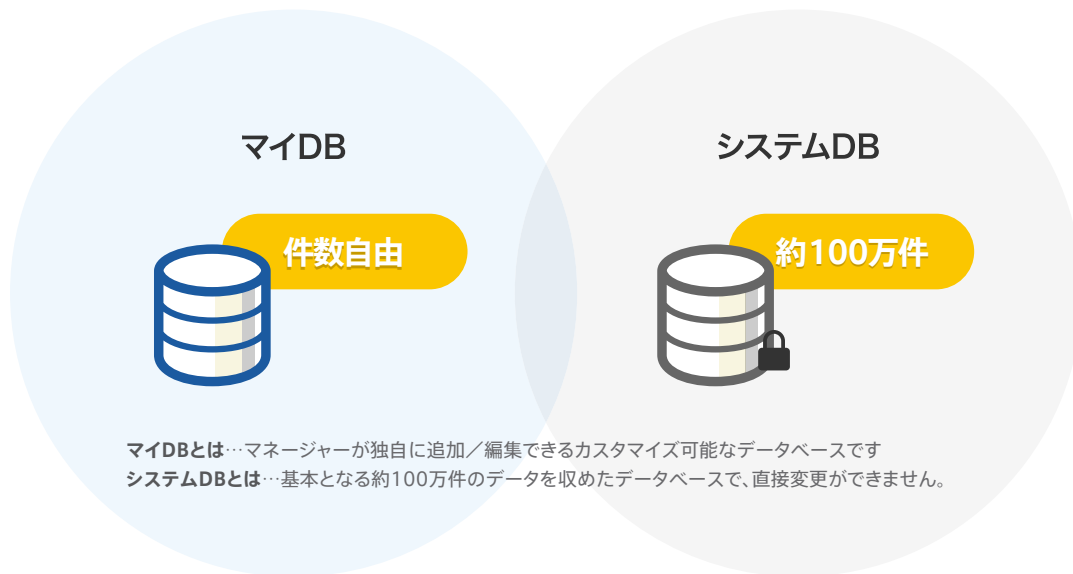 マイDB
システムDB
件数自由
約100万件
マイDBとは…マネージャーが独自に追加／編集できるカスタマイズ可能なデータベースです
システムDBとは…基本となる約100万件のデータを収めたデータベースで、直接変更ができません。